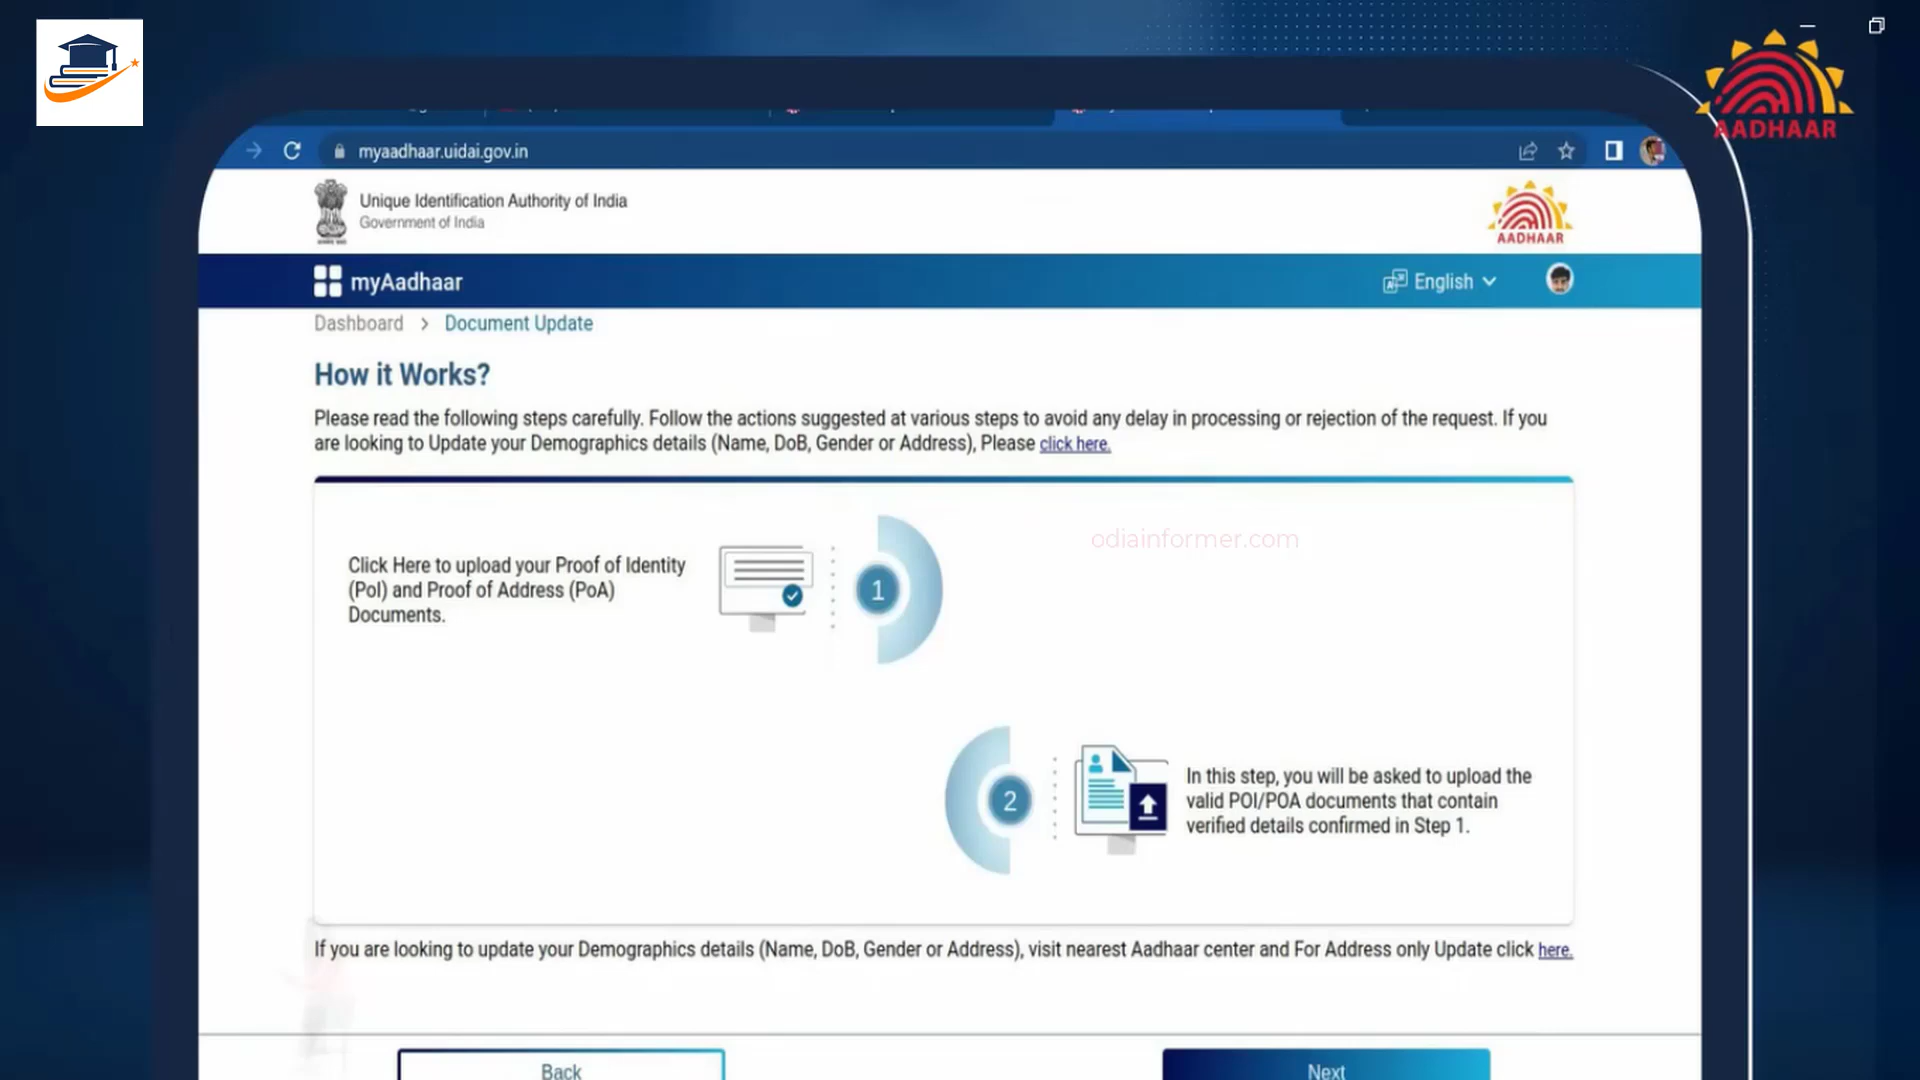 AADHAAR
myaadhaar.uidai.gov.in
Unique Identification Authority of India
Government of India
AADHAAR
myAadhaar
English
Dashboard > Document Update
How it Works?
Please read the following steps carefully. Follow the actions suggested at various steps to avoid any delay in processing or rejection of the request. If you
are looking to Update your Demographics details (Name, DoB, Gender or Address), Please click here.
odiainformer.com
Click Here to upload your Proof of Identity
(PoI) and Proof of Address (PoA)
Documents.
1
2
In this step, you will be asked to upload the
valid POI/POA documents that contain
verified details confirmed in Step 1.
If you are looking to update your Demographics details (Name, DoB, Gender or Address), visit nearest Aadhaar center and For Address only Update click here.
Back
Next